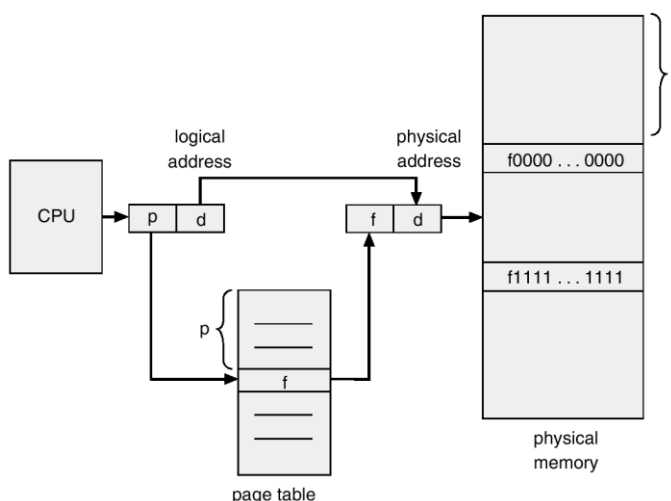 logical
address
physical
address
f0000 . . . 0000
CPU
p
d
f
d
f1111 . . . 1111
p
f
physical
memory
page table